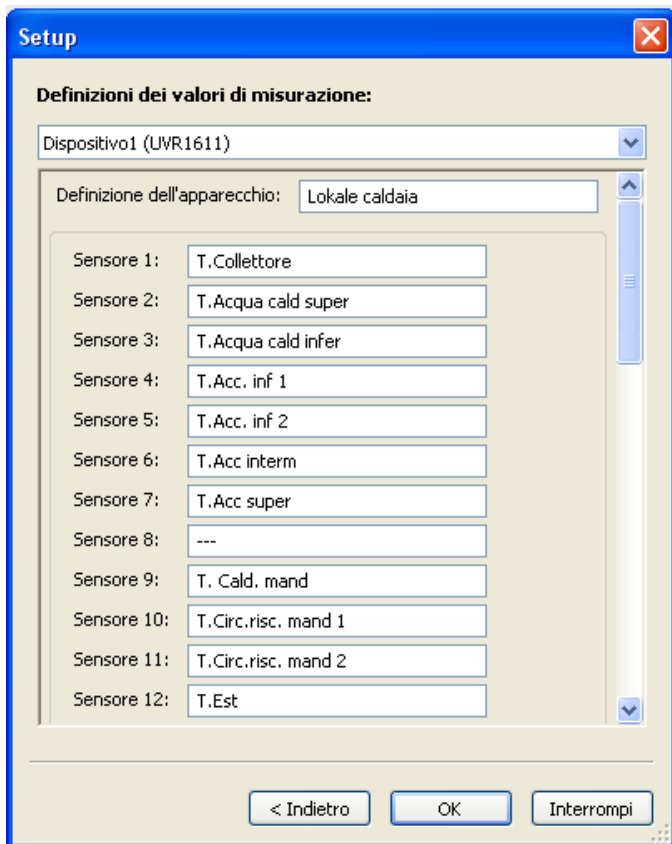 Setup
Definizioni dei valori di misurazione:
Dispositivo1 (UVR1611)
Definizione dell'apparecchio: Lokale caldaia
Sensore 1: T.Collettore
Sensore 2: T.Acqua cald super
Sensore 3: T.Acqua cald infer
Sensore 4: T.Acc. inf 1
Sensore 5: T.Acc. inf 2
Sensore 6: T.Acc interm
Sensore 7: T.Acc super
Sensore 8: ---
Sensore 9: T. Cald. mand
Sensore 10: T.Circ.risc. mand 1
Sensore 11: T.Circ.risc. mand 2
Sensore 12: T.Est
< Indietro OK Interrompi